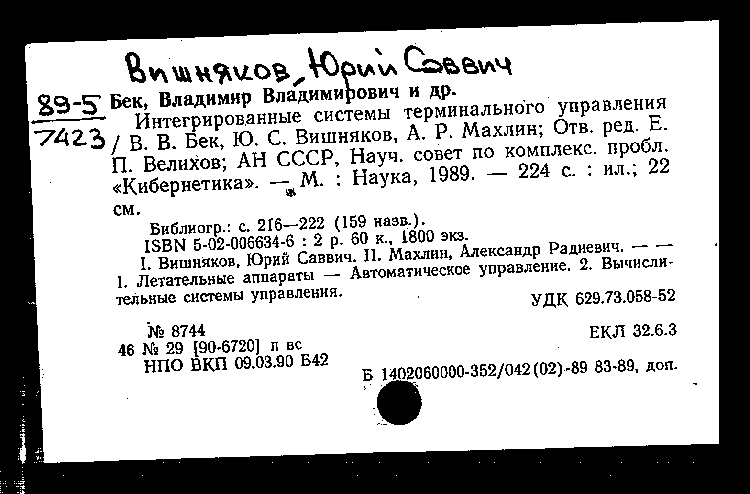 Вишняков, Юрий Саввич
89-5
7423
Бек, Владимир Владимирович и др.
Интегрированные системы терминального управления
/ В. В. Бек, Ю. С. Вишняков, А. Р. Махлин; Отв. ред. Е.
П. Велихов; АН СССР, Науч. совет по комплекс. пробл.
«Кибернетика». — М. : Наука, 1989. — 224 с. : ил.; 22
см.
Библиогр.: с. 216—222 (159 назв.).
ISBN 5-02-006634-6 : 2 р. 60 к., 1800 экз.
I. Вишняков, Юрий Саввич. II. Махлин, Александр Радиевич. — —
1. Летательные аппараты — Автоматическое управление. 2. Вычисли-
тельные системы управления.
УДК 629.73.058-52
№ 8744
ЕКЛ 32.6.3
46 № 29 [90-6720] п вс
НПО ВКП 09.03.90 Б42
Б 1402060000-352/042(02)-89 83-89, доп.